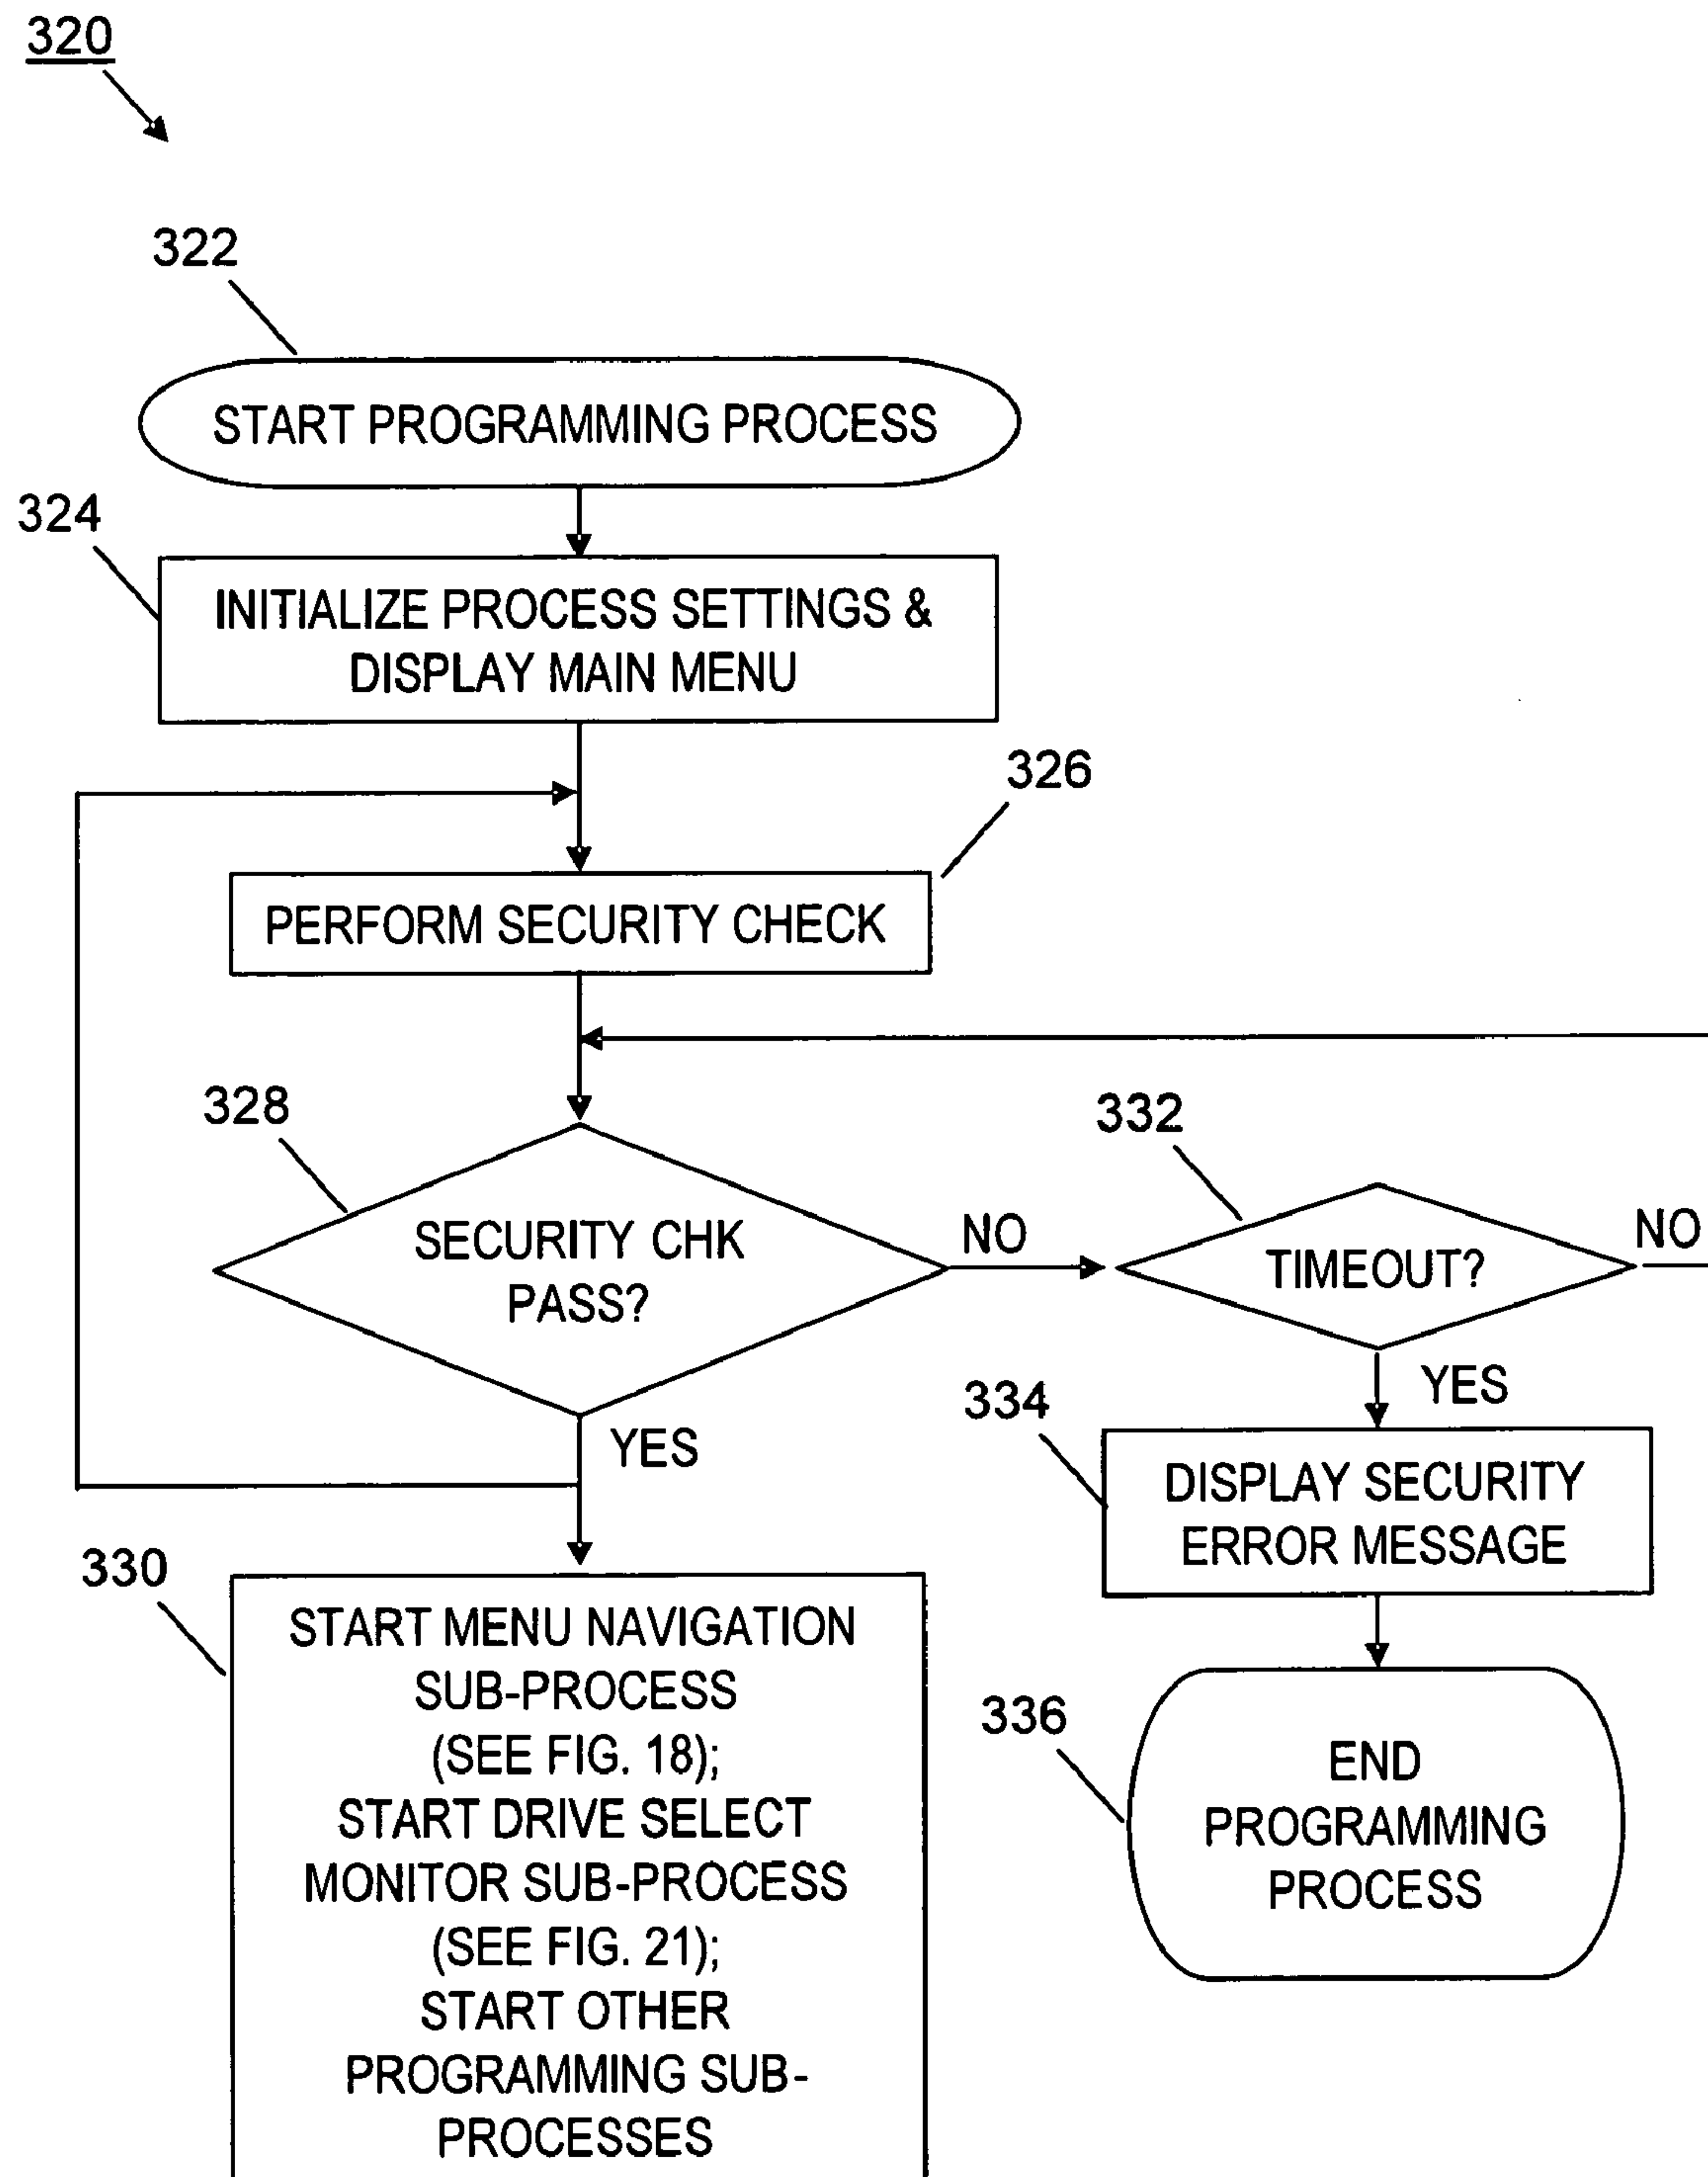 320
322
START PROGRAMMING PROCESS
324
INITIALIZE PROCESS SETTINGS &
DISPLAY MAIN MENU
326
PERFORM SECURITY CHECK
328
SECURITY CHK
PASS?
NO
332
TIMEOUT?
NO
YES
YES
334
DISPLAY SECURITY
ERROR MESSAGE
330
START MENU NAVIGATION
SUB-PROCESS
(SEE FIG. 18);
START DRIVE SELECT
MONITOR SUB-PROCESS
(SEE FIG. 21);
START OTHER
PROGRAMMING SUB-
PROCESSES
336
END
PROGRAMMING
PROCESS